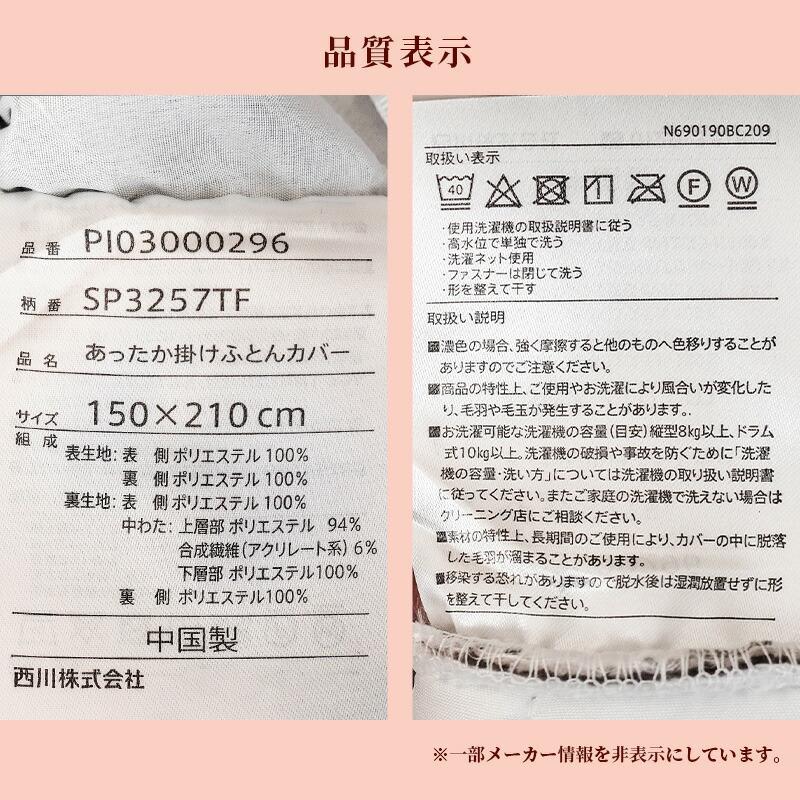 品質表示
品番 PI03000296
柄番 SP3257TF
品名 あったか掛けふとんカバー
サイズ 150×210cm
組成
表生地: 表 側 ポリエステル 100%
裏 側 ポリエステル 100%
裏生地: 表 側 ポリエステル 100%
中わた: 上層部 ポリエステル 94%
合成繊維(アクリレート系) 6%
下層部 ポリエステル100%
裏 側 ポリエステル100%
中国製
西川株式会社
N690190BC209
取扱い表示
40 F W
・使用洗濯機の取扱説明書に従う
・高水位で単独で洗う
・洗濯ネット使用
・ファスナーは閉じて洗う
・形を整えて干す
取扱い説明
濃色の場合、強く摩擦すると他のものへ色移りすることが
ありますのでご注意ください。
商品の特性上、ご使用やお洗濯により風合いが変化した
り、毛羽や毛玉が発生することがあります。
お洗濯可能な洗濯機の容量(目安)縦型8kg以上、ドラム
式10kg以上。洗濯機の破損や事故を防ぐために「洗濯
機の容量・洗い方」については洗濯機の取り扱い説明書
に従ってください。またご家庭の洗濯機で洗えない場合は
クリーニング店にご相談ください。
素材の特性上、長期間のご使用により、カバーの中に脱落
した毛羽が溜まることがあります。
移染する恐れがありますので脱水後は湿潤放置せずに形
を整えて干してください。
※一部メーカー情報を非表示にしています。